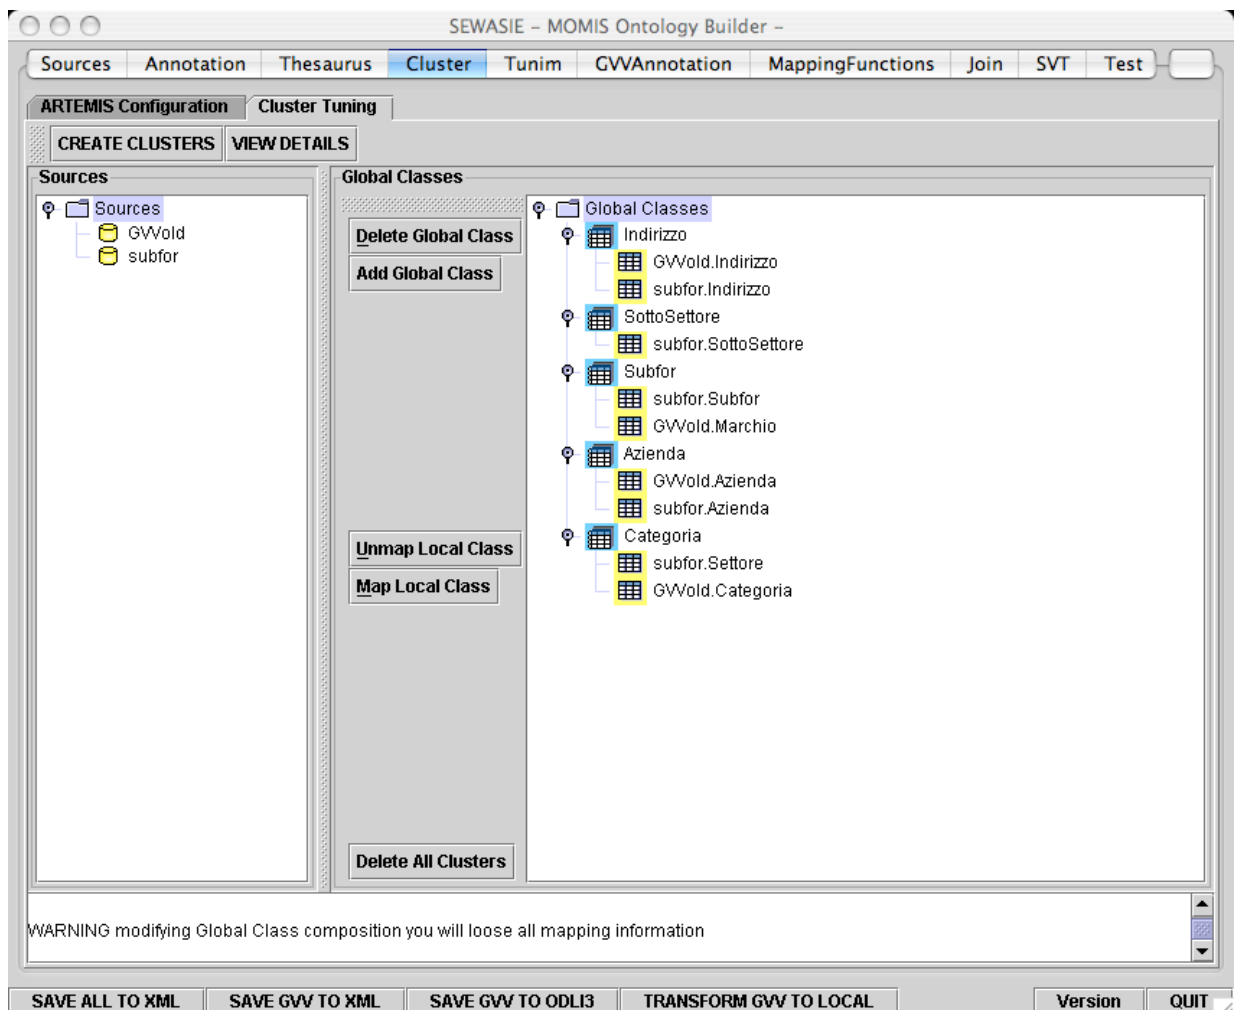 SEWASIE – MOMIS Ontology Builder –
Sources Annotation Thesaurus Cluster Tunim GVVAnnotation MappingFunctions Join SVT Test
ARTEMIS Configuration Cluster Tuning
CREATE CLUSTERS VIEW DETAILS
Sources
Sources
GVVold
subfor
Global Classes
Delete Global Class
Add Global Class
Unmap Local Class
Map Local Class
Delete All Clusters
Global Classes
Indirizzo
GVVold.Indirizzo
subfor.Indirizzo
SottoSettore
subfor.SottoSettore
Subfor
subfor.Subfor
GVVold.Marchio
Azienda
GVVold.Azienda
subfor.Azienda
Categoria
subfor.Settore
GVVold.Categoria
WARNING modifying Global Class composition you will loose all mapping information
SAVE ALL TO XML SAVE GVV TO XML SAVE GVV TO ODLI3 TRANSFORM GVV TO LOCAL Version QUIT